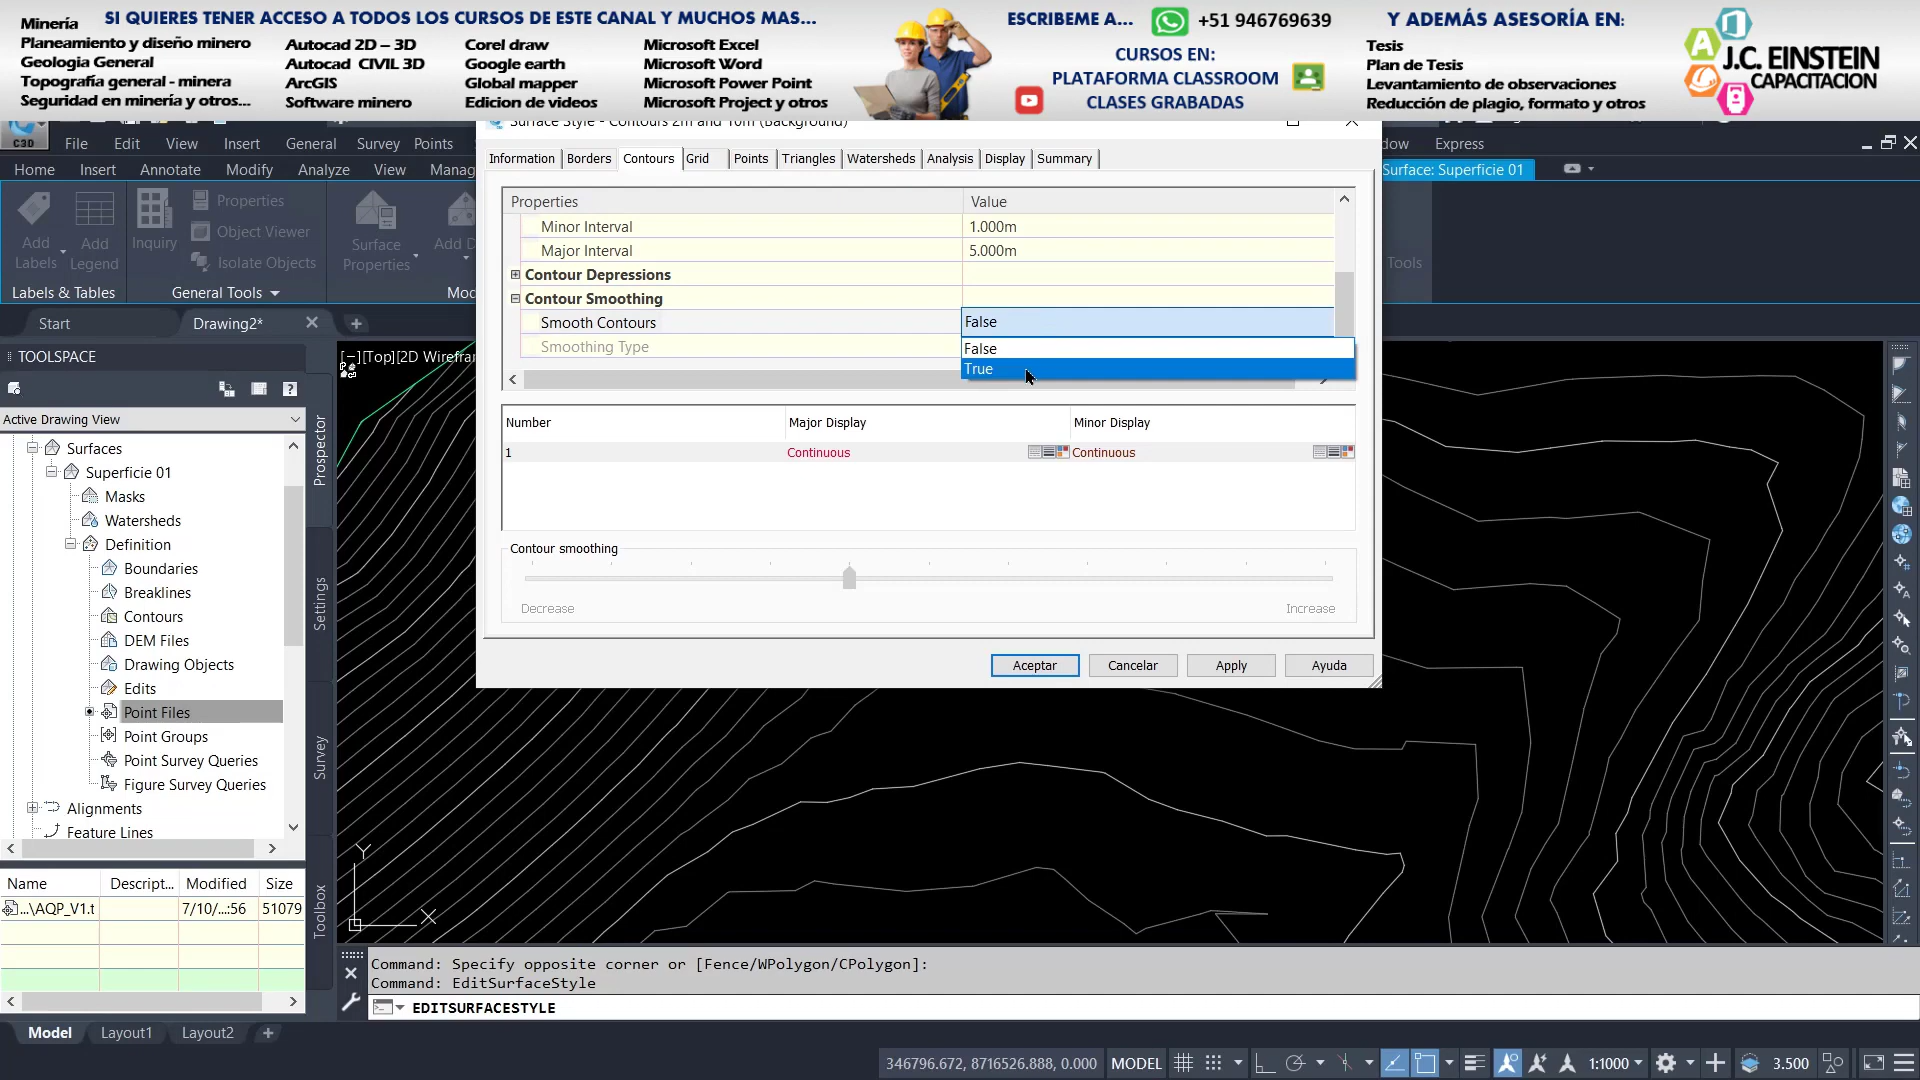 SI QUIERES TENER ACCESO A TODOS LOS CURSOS DE ESTE CANAL Y MUCHOS MAS...
Minería
Planeamiento y diseño minero
Geologia General
Topografía general - minera
Seguridad en minería y otros...
Autocad 2D – 3D
Autocad CIVIL 3D
ArcGIS
Software minero
Corel draw
Google earth
Global mapper
Edicion de videos
Microsoft Excel
Microsoft Word
Microsoft Power Point
Microsoft Project y otros
ESCRIBEME A... +51 946769639
CURSOS EN:
PLATAFORMA CLASSROOM
CLASES GRABADAS
Y ADEMÁS ASESORÍA EN:
Tesis
Plan de Tesis
Levantamiento de observaciones
Reducción de plagio, formato y otros
J.C. EINSTEIN
CAPACITACION
C3D
File Edit View Insert General Survey Points
dow Express
Home Insert Annotate Modify Analyze View Manag
Surface: Superficie 01
Add Labels
Add Legend
Inquiry
Properties
Object Viewer
Isolate Objects
Surface Properties
Add D
Tools
Labels & Tables
General Tools
Mod
Start
Drawing2*
Surface Style - Contours 2m and 10m (Background)
Information Borders Contours Grid Points Triangles Watersheds Analysis Display Summary
Properties Value
Minor Interval 1.000m
Major Interval 5.000m
Contour Depressions
Contour Smoothing
Smooth Contours False
Smoothing Type
False
True
Number Major Display Minor Display
1 Continuous Continuous
Contour smoothing
Decrease Increase
Aceptar Cancelar Apply Ayuda
TOOLSPACE
[−][Top][2D Wirefra
Active Drawing View
Surfaces
Superficie 01
Masks
Watersheds
Definition
Boundaries
Breaklines
Contours
DEM Files
Drawing Objects
Edits
Point Files
Point Groups
Point Survey Queries
Figure Survey Queries
Alignments
Feature Lines
Prospector
Settings
Survey
Toolbox
Name Descript... Modified Size
...\AQP_V1.t 7/10/...:56 51079
Y
X
Command: Specify opposite corner or [Fence/WPolygon/CPolygon]:
Command: EditSurfaceStyle
EDITSURFACESTYLE
Model Layout1 Layout2
346796.672, 8716526.888, 0.000 MODEL 1:1000 3.500